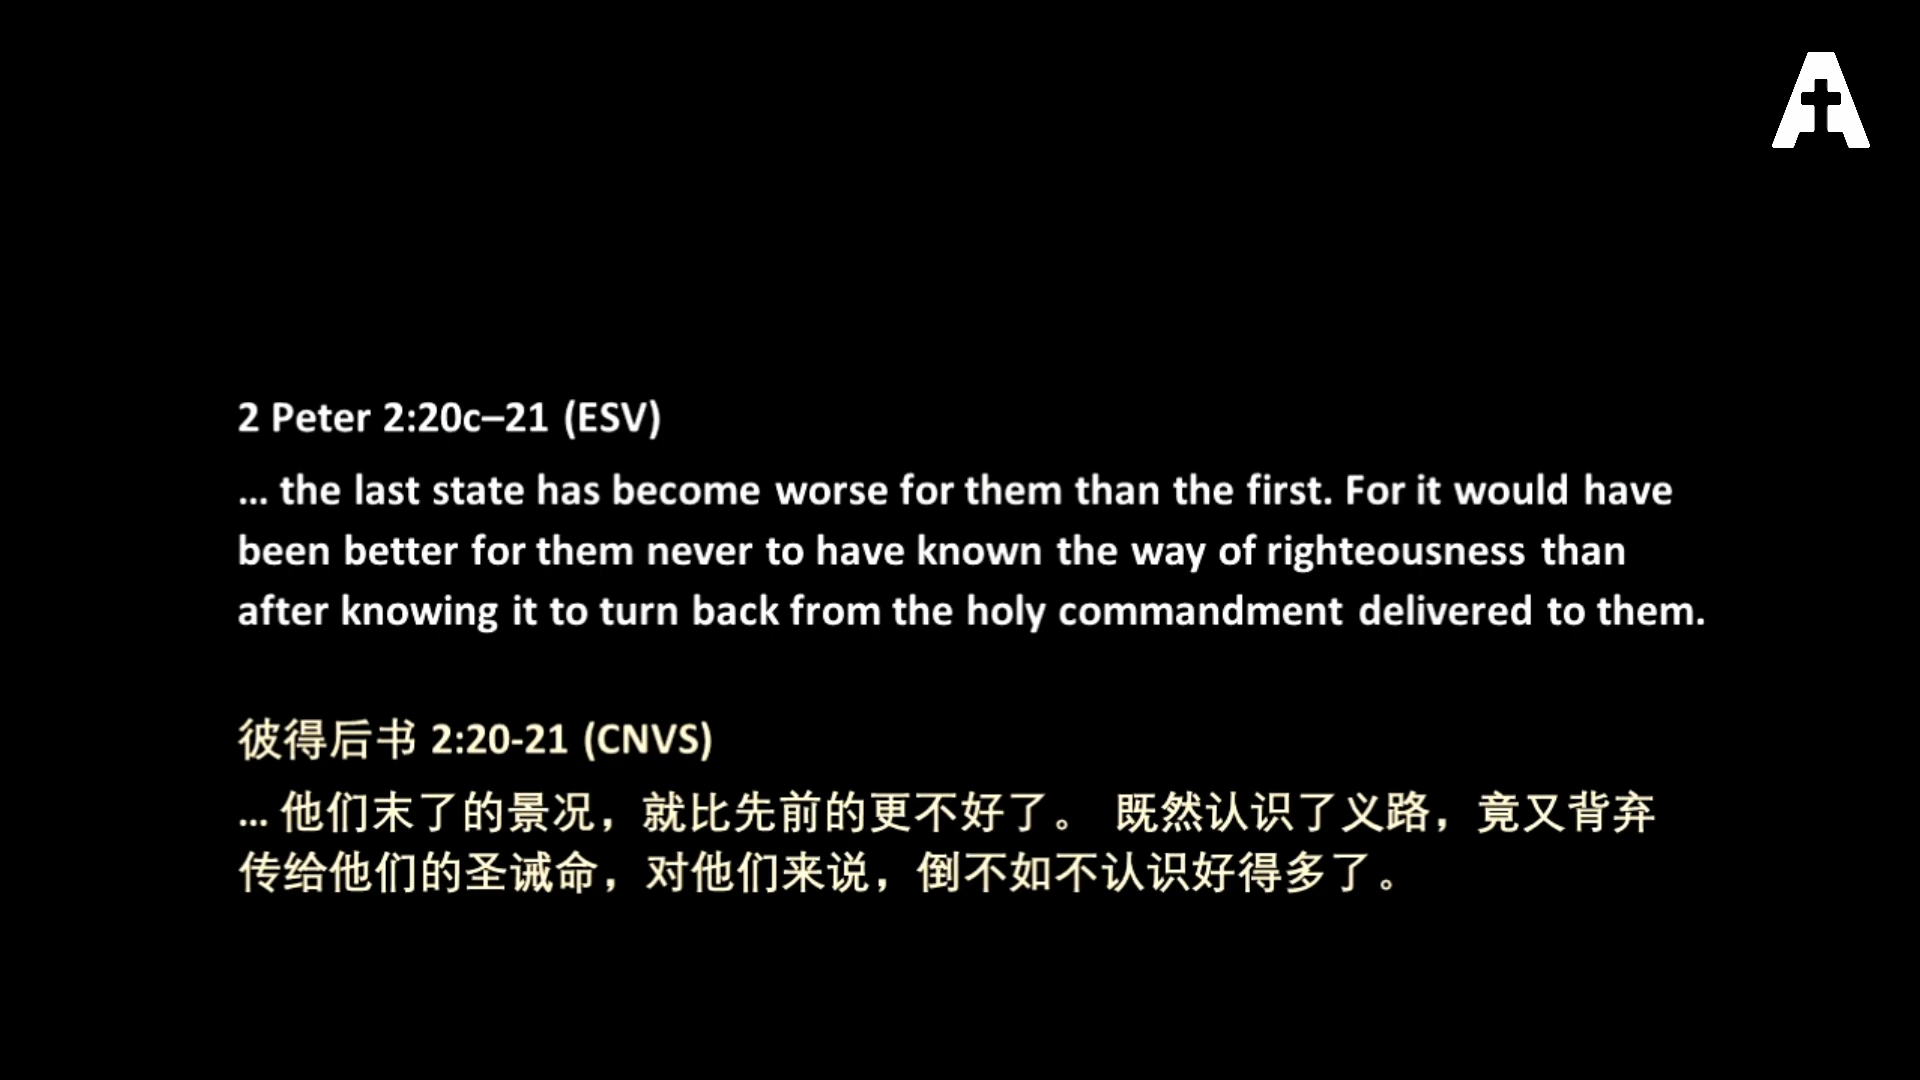 2 Peter 2:20c–21 (ESV)
... the last state has become worse for them than the first. For it would have
been better for them never to have known the way of righteousness than
after knowing it to turn back from the holy commandment delivered to them.
彼得后书 2:20-21 (CNVS)
... 他们末了的景况，就比先前的更不好了。 既然认识了义路，竟又背弃
传给他们的圣诫命，对他们来说，倒不如不认识好得多了。